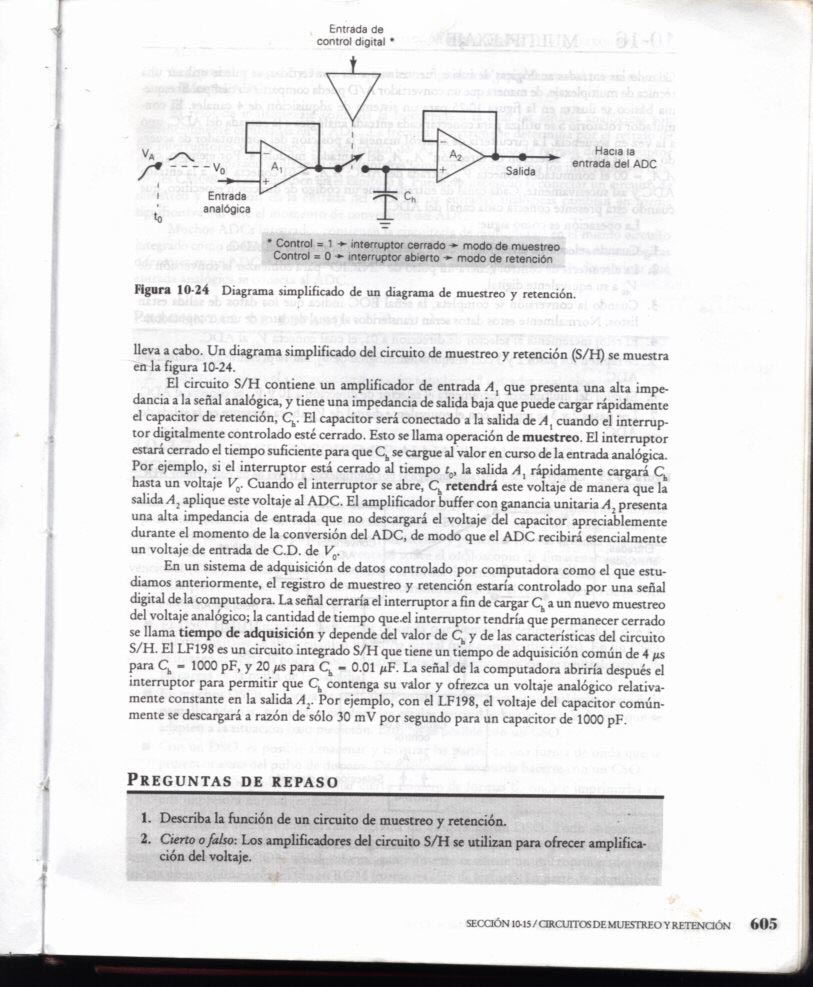 Entrada de
control digital *
V_A
V_0
A_1
A_2
Hacia la
entrada del ADC
Salida
Entrada
analógica
C_h
t_0
* Control = 1 → interruptor cerrado → modo de muestreo
Control = 0 → interruptor abierto → modo de retención
Figura 10-24 Diagrama simplificado de un diagrama de muestreo y retención.
lleva a cabo. Un diagrama simplificado del circuito de muestreo y retención (S/H) se muestra
en la figura 10-24.
El circuito S/H contiene un amplificador de entrada A_1 que presenta una alta impe-
dancia a la señal analógica, y tiene una impedancia de salida baja que puede cargar rápidamente
el capacitor de retención, C_h. El capacitor será conectado a la salida de A_1 cuando el interrup-
tor digitalmente controlado esté cerrado. Esto se llama operación de muestreo. El interruptor
estará cerrado el tiempo suficiente para que C_h se cargue al valor en curso de la entrada analógica.
Por ejemplo, si el interruptor está cerrado al tiempo t_0, la salida A_1 rápidamente cargará C_h
hasta un voltaje V_0. Cuando el interruptor se abre, C_h retendrá este voltaje de manera que la
salida A_2 aplique este voltaje al ADC. El amplificador buffer con ganancia unitaria A_2 presenta
una alta impedancia de entrada que no descargará el voltaje del capacitor apreciablemente
durante el momento de la conversión del ADC, de modo que el ADC recibirá esencialmente
un voltaje de entrada de C.D. de V_0.
En un sistema de adquisición de datos controlado por computadora como el que estu-
diamos anteriormente, el registro de muestreo y retención estaría controlado por una señal
digital de la computadora. La señal cerraría el interruptor a fin de cargar C_h a un nuevo muestreo
del voltaje analógico; la cantidad de tiempo que el interruptor tendría que permanecer cerrado
se llama tiempo de adquisición y depende del valor de C_h y de las características del circuito
S/H. El LF198 es un circuito integrado S/H que tiene un tiempo de adquisición común de 4 μs
para C_h = 1000 pF, y 20 μs para C_h = 0.01 μF. La señal de la computadora abriría después el
interruptor para permitir que C_h contenga su valor y ofrezca un voltaje analógico relativa-
mente constante en la salida A_2. Por ejemplo, con el LF198, el voltaje del capacitor común-
mente se descargará a razón de sólo 30 mV por segundo para un capacitor de 1000 pF.
PREGUNTAS DE REPASO
1. Describa la función de un circuito de muestreo y retención.
2. Cierto o falso: Los amplificadores del circuito S/H se utilizan para ofrecer amplifica-
ción del voltaje.
SECCIÓN 10-15 / CIRCUITOS DE MUESTREO Y RETENCIÓN 605